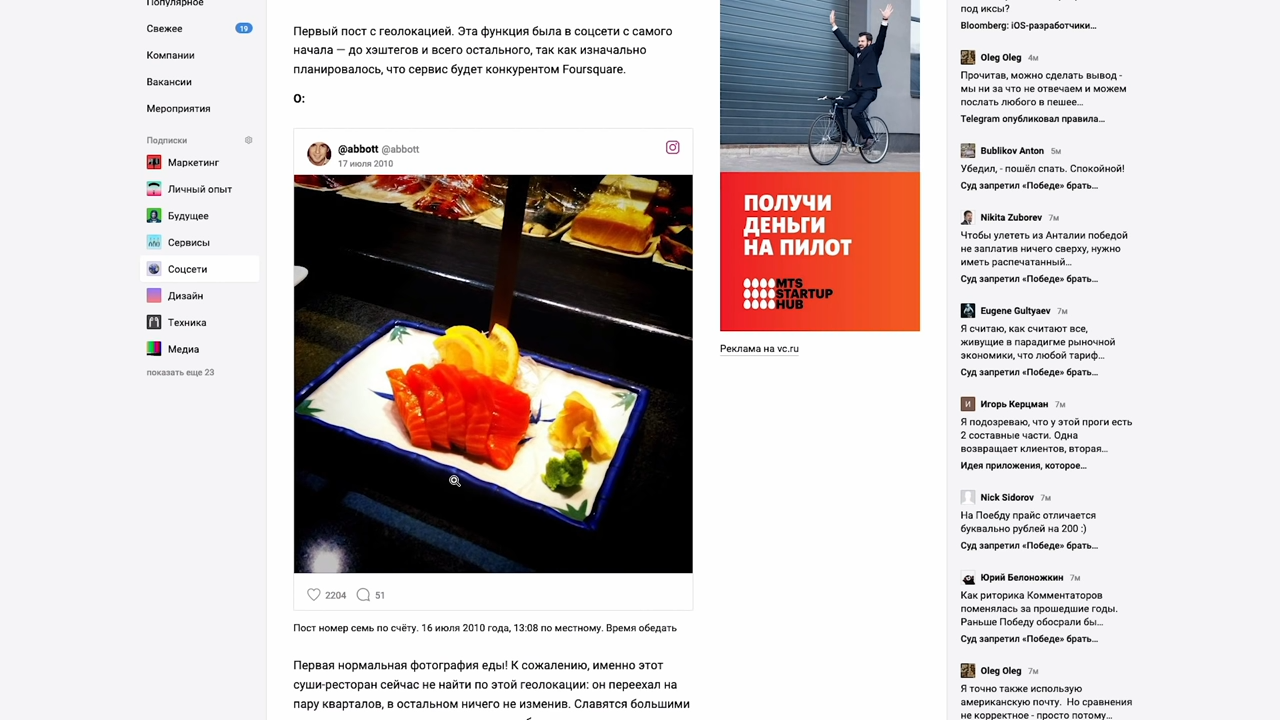 Популярное
Свежее 19
Компании
Вакансии
Мероприятия
Подписки
Маркетинг
Личный опыт
Будущее
Сервисы
Соцсети
Дизайн
Техника
Медиа
показать еще 23
Первый пост с геолокацией. Эта функция была в соцсети с самого
начала — до хэштегов и всего остального, так как изначально
планировалось, что сервис будет конкурентом Foursquare.
О:
@abbott @abbott
17 июля 2010
2204 51
Пост номер семь по счёту. 16 июля 2010 года, 13:08 по местному. Время обедать
Первая нормальная фотография еды! К сожалению, именно этот
суши-ресторан сейчас не найти по этой геолокации: он переехал на
пару кварталов, в остальном ничего не изменив. Славятся большими
ПОЛУЧИ
ДЕНЬГИ
НА ПИЛОТ
MTS
STARTUP
HUB
Реклама на vc.ru
под иксы?
Bloomberg: iOS-разработчики…
Oleg Oleg 4м
Прочитав, можно сделать вывод -
мы ни за что не отвечаем и можем
послать любого в пешее…
Telegram опубликовал правила…
Bublikov Anton 5м
Убедил, - пошёл спать. Спокойной!
Суд запретил «Победе» брать…
Nikita Zuborev 7м
Чтобы улететь из Анталии победой
не заплатив ничего сверху, нужно
иметь распечатанный…
Суд запретил «Победе» брать…
Eugene Gultyaev 7м
Я считаю, как считают все,
живущие в парадигме рыночной
экономики, что любой тариф…
Суд запретил «Победе» брать…
И Игорь Керцман 7м
Я подозреваю, что у этой проги есть
2 составные части. Одна
возвращает клиентов, вторая…
Идея приложения, которое…
Nick Sidorov 7м
На Поебду прайс отличается
буквально рублей на 200 :)
Суд запретил «Победе» брать…
Юрий Белоножкин 7м
Как риторика Комментаторов
поменялась за прошедшие годы.
Раньше Победу обосрали бы…
Суд запретил «Победе» брать…
Oleg Oleg 7м
Я точно также использую
американскую почту. Но сравнения
не корректное - просто потому…